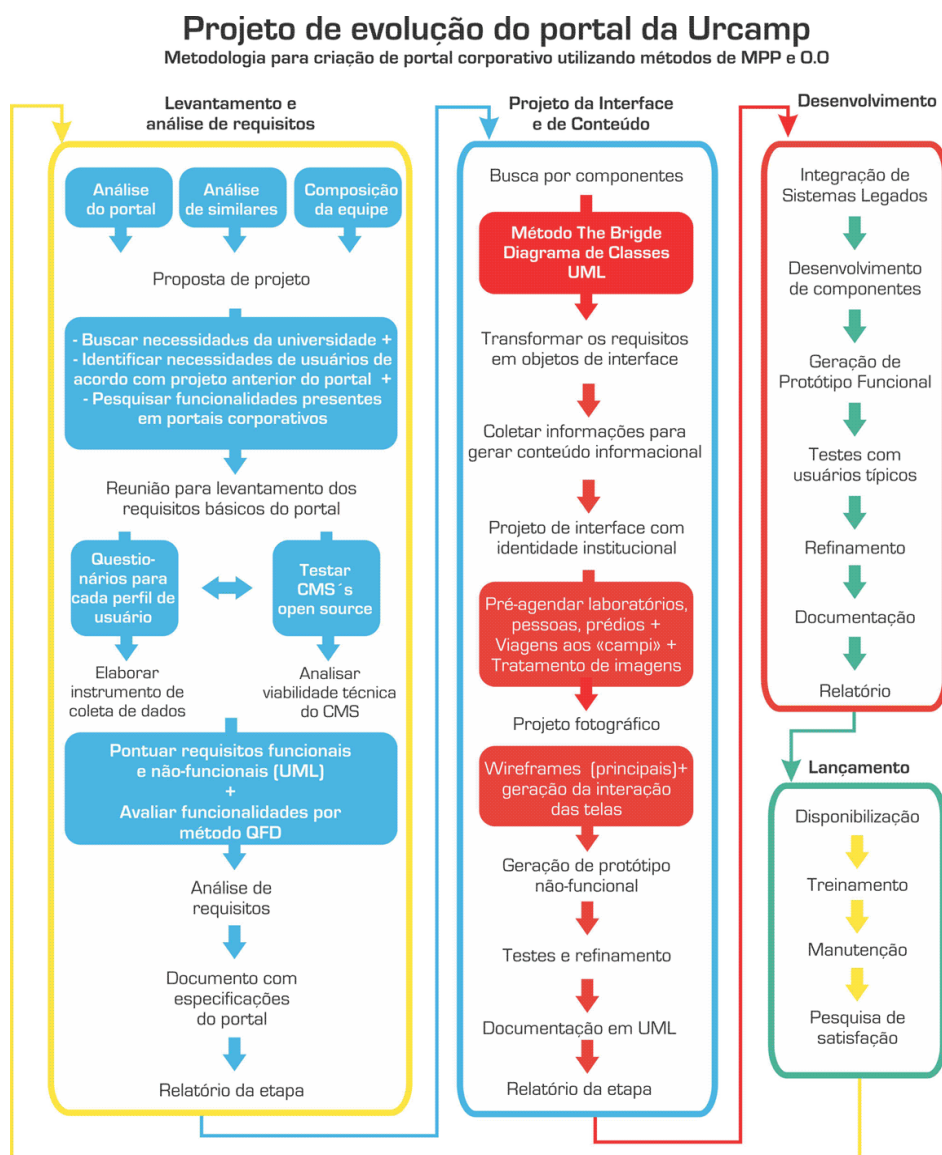 Projeto de evolução do portal da Urcamp
Metodologia para criação de portal corporativo utilizando métodos de MPP e O.O
Levantamento e
análise de requisitos
Análise
do portal
Análise
de similares
Composição
da equipe
Proposta de projeto
- Buscar necessidades da universidade +
- Identificar necessidades de usuários de
acordo com projeto anterior do portal +
- Pesquisar funcionalidades presentes
em portais corporativos
Reunião para levantamento dos
requisitos básicos do portal
Questio-
nários para
cada perfil de
usuário
Testar
CMS´s
open source
Elaborar
instrumento de
coleta de dados
Analisar
viabilidade técnica
do CMS
Pontuar requisitos funcionais
e não-funcionais (UML)
+
Avaliar funcionalidades por
método QFD
Análise de
requisitos
Documento com
especificações
do portal
Relatório da etapa
Projeto da Interface
e de Conteúdo
Busca por componentes
Método The Brigde
Diagrama de Classes
UML
Transformar os requisitos
em objetos de interface
Coletar informações para
gerar conteúdo informacional
Projeto de interface com
identidade institucional
Pré-agendar laboratórios,
pessoas, prédios +
Viagens aos «campi» +
Tratamento de imagens
Projeto fotográfico
Wireframes (principais)+
geração da interação
das telas
Geração de protótipo
não-funcional
Testes e refinamento
Documentação em UML
Relatório da etapa
Desenvolvimento
Integração de
Sistemas Legados
Desenvolvimento
de componentes
Geração de
Protótipo Funcional
Testes com
usuários típicos
Refinamento
Documentação
Relatório
Lançamento
Disponibilização
Treinamento
Manutenção
Pesquisa de
satisfação